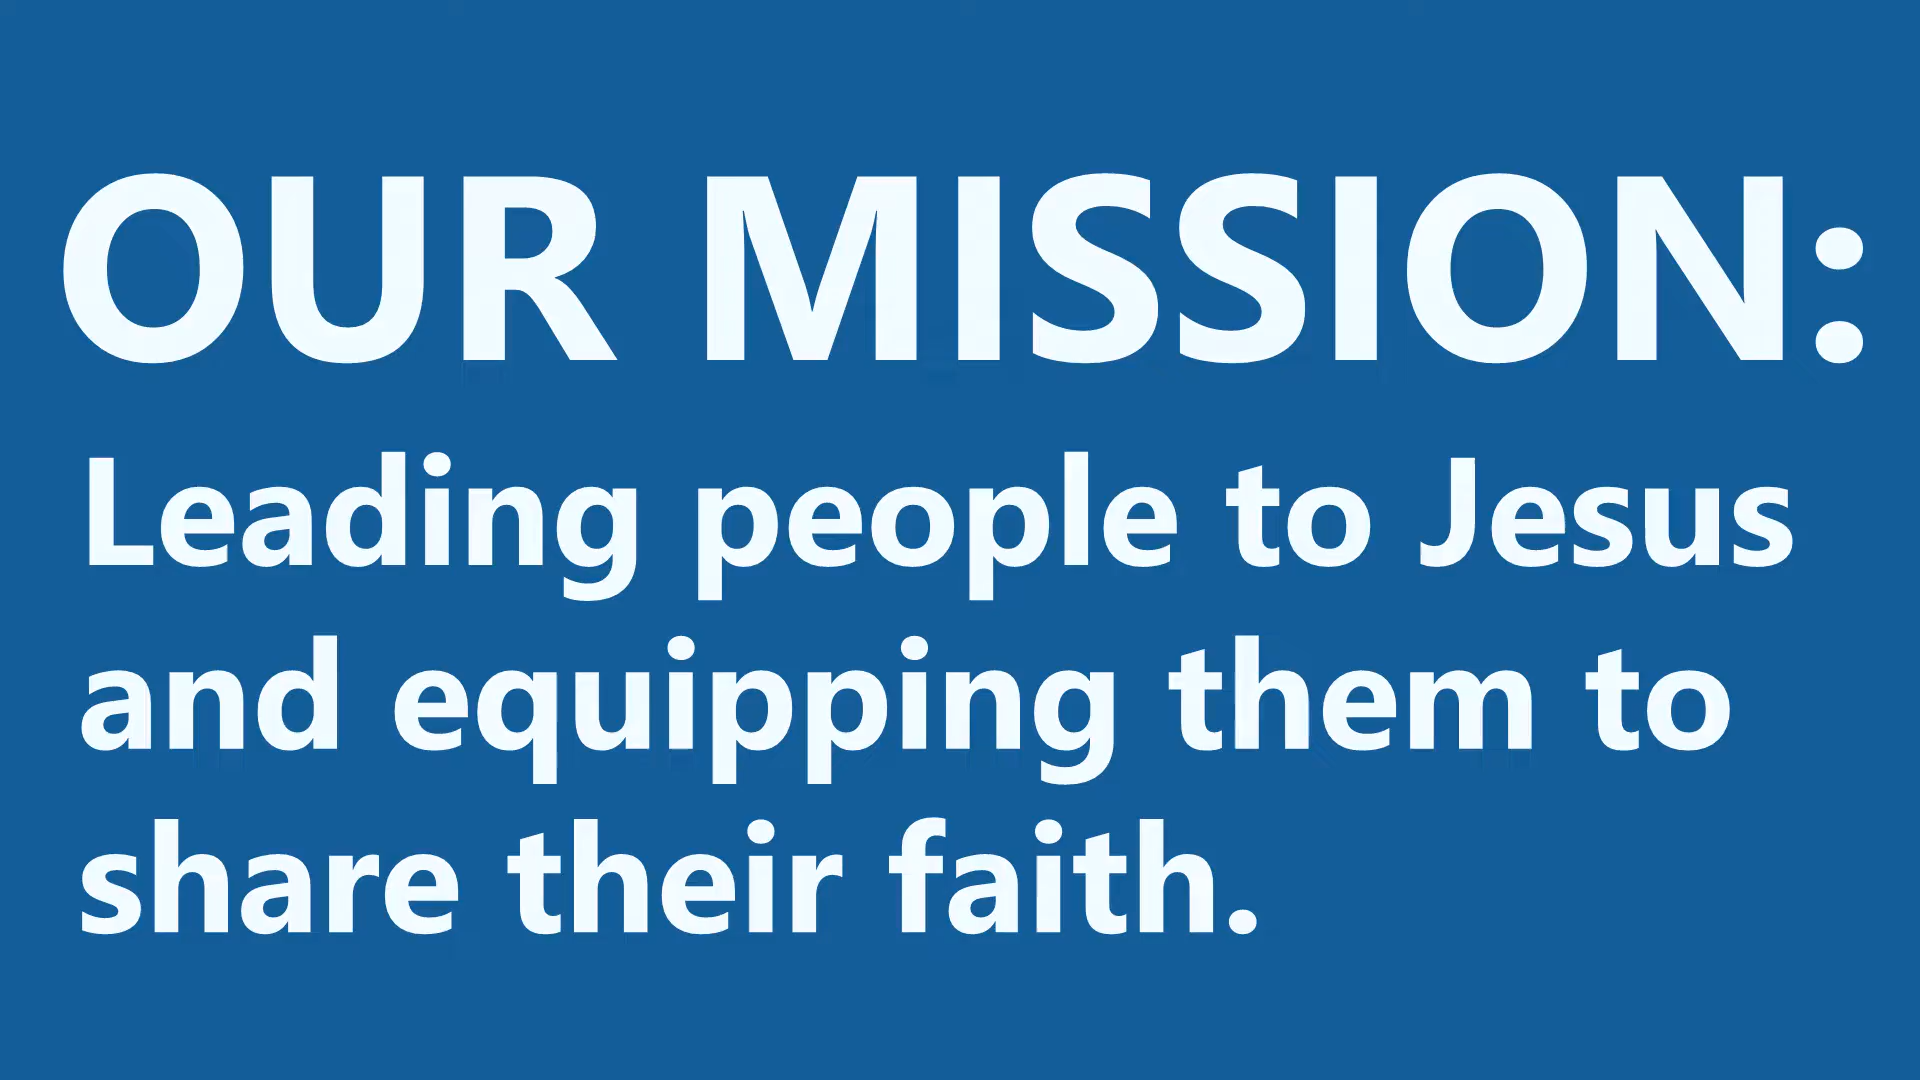 OUR MISSION:
Leading people to Jesus
and equipping them to
share their faith.